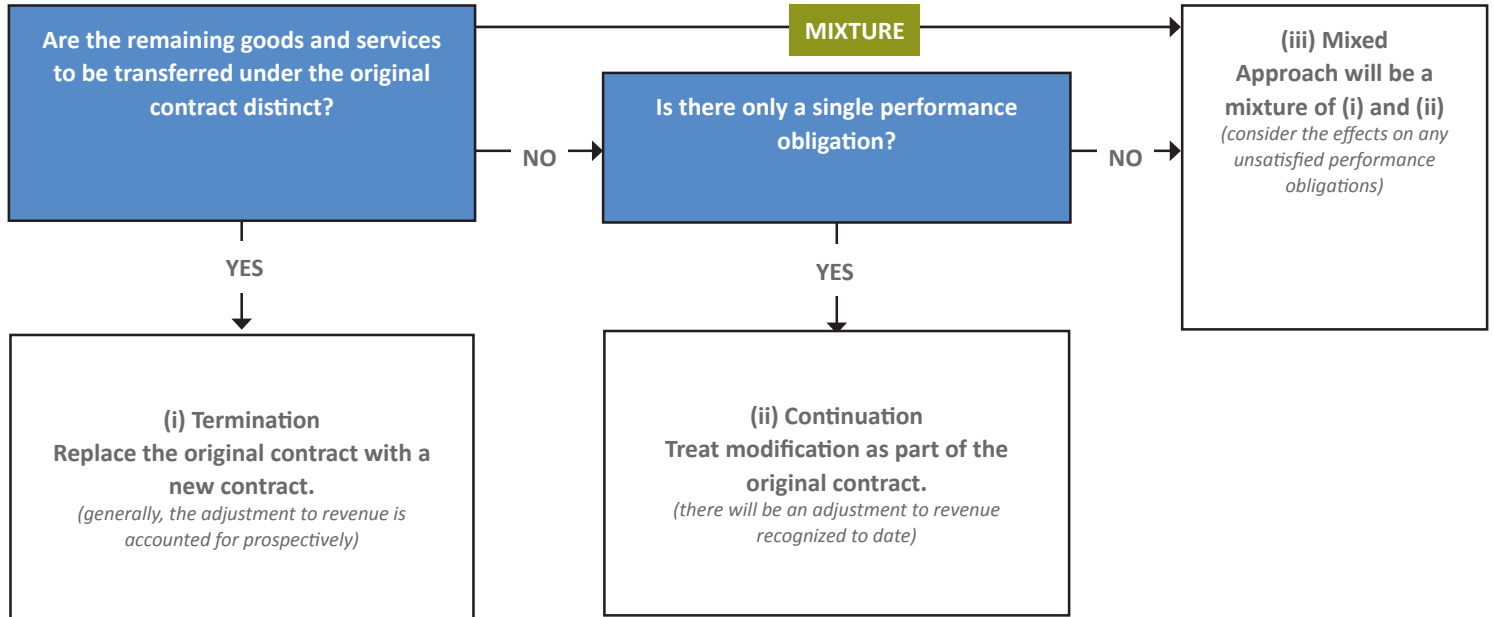 Are the remaining goods and services
to be transferred under the original
contract distinct?
MIXTURE
(iii) Mixed
Approach will be a
mixture of (i) and (ii)
(consider the effects on any
unsatisfied performance
obligations)
Is there only a single performance
obligation?
NO
NO
YES
YES
(i) Termination
Replace the original contract with a
new contract.
(generally, the adjustment to revenue is
accounted for prospectively)
(ii) Continuation
Treat modification as part of the
original contract.
(there will be an adjustment to revenue
recognized to date)